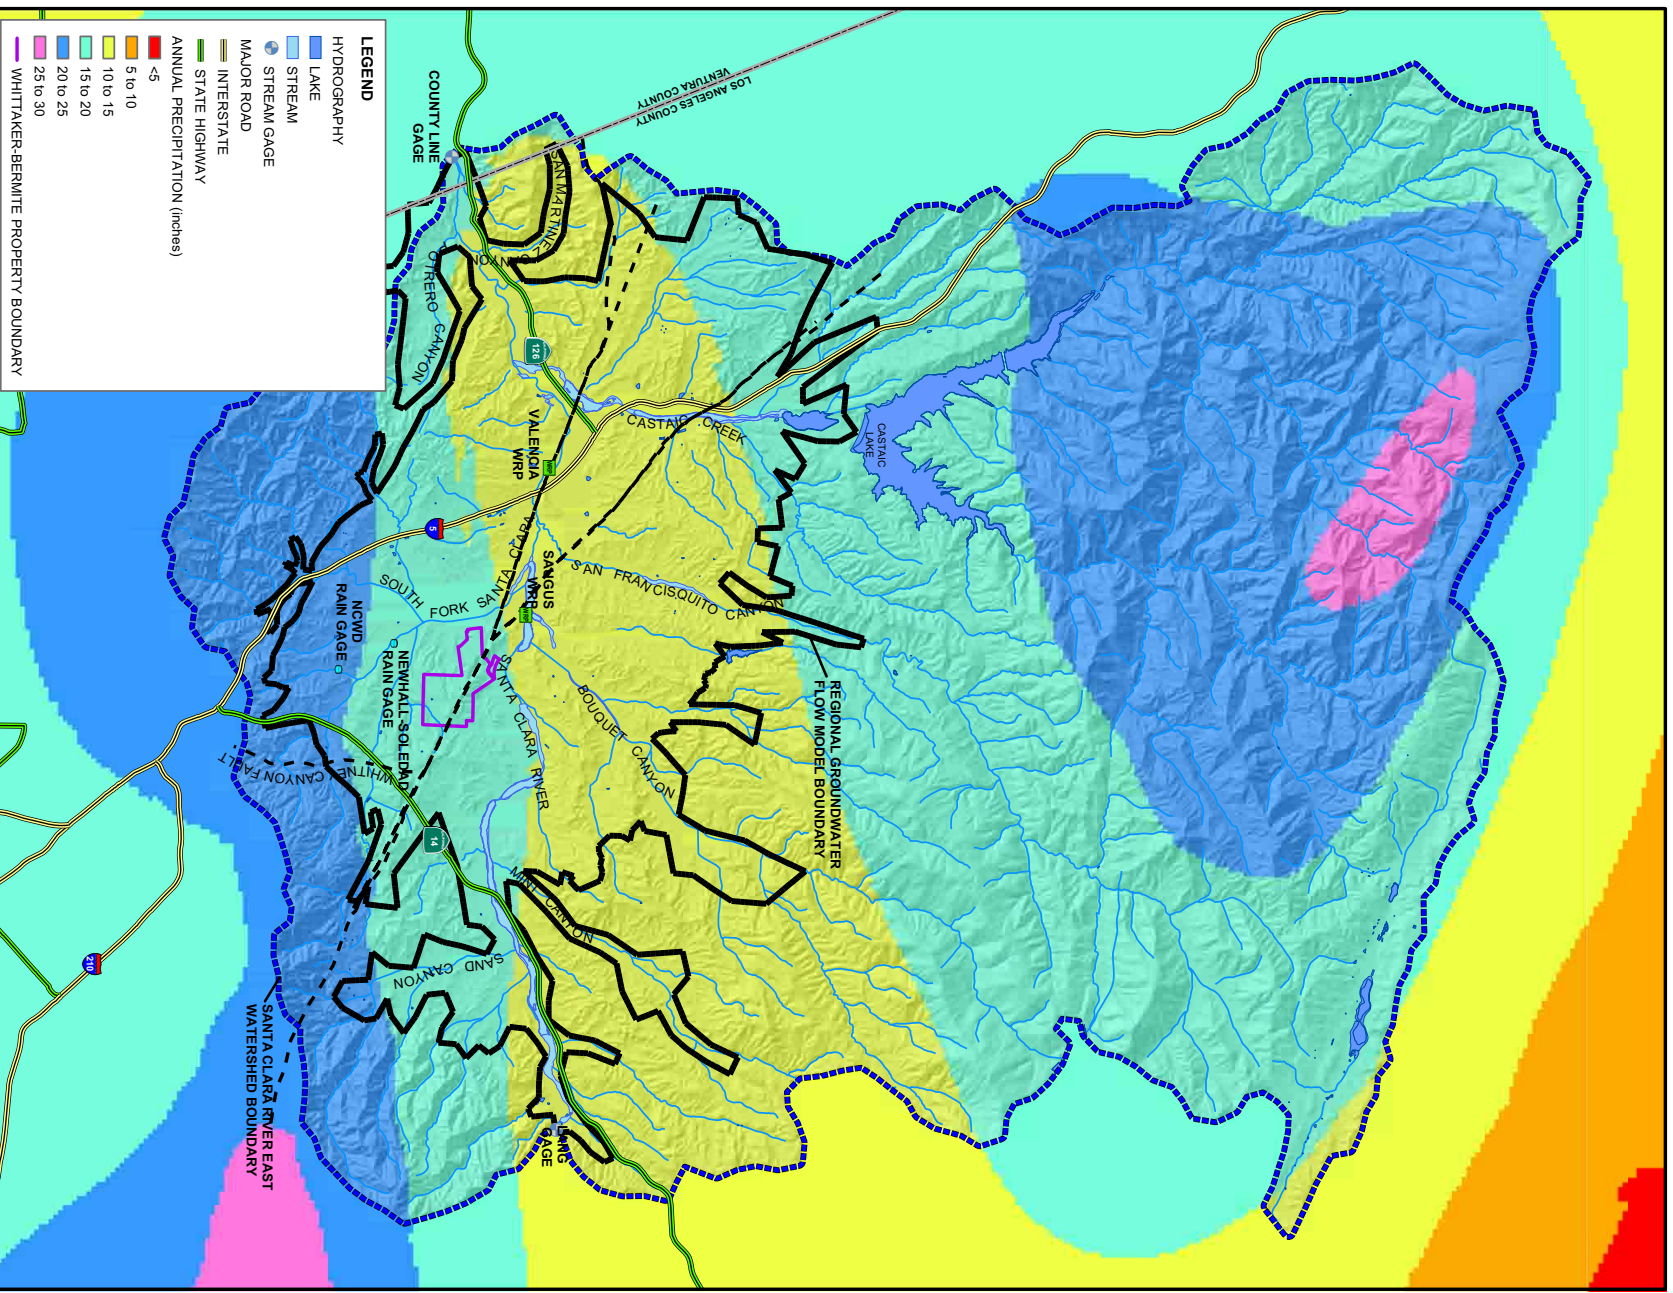 LEGEND
HYDROGRAPHY
LAKE
STREAM
STREAM GAGE
MAJOR ROAD
INTERSTATE
STATE HIGHWAY
ANNUAL PRECIPITATION (inches)
<5
5 to 10
10 to 15
15 to 20
20 to 25
25 to 30
WHITTAKER-BERMITE PROPERTY BOUNDARY
LOS ANGELES COUNTY
VENTURA COUNTY
COUNTY LINE
GAGE
SAN MARTINEZ
CANYON
POTRERO CANYON
126
VALENCIA
WRP
WRP
CASTAIC CREEK
CASTAIC
LAKE
5
SOUTH FORK SANTA CLARA
SAUGUS
WRP
WRP
SAN FRANCISQUITO CANYON
NCWD
RAIN GAGE
NEWHALL-SOLEDAD
RAIN GAGE
SANTA CLARA RIVER
BOUQUET CANYON
REGIONAL GROUNDWATER
FLOW MODEL BOUNDARY
WHITNEY CANYON FAULT
14
MINT CANYON
SAND CANYON
210
SANTA CLARA RIVER EAST
WATERSHED BOUNDARY
LANG
GAGE